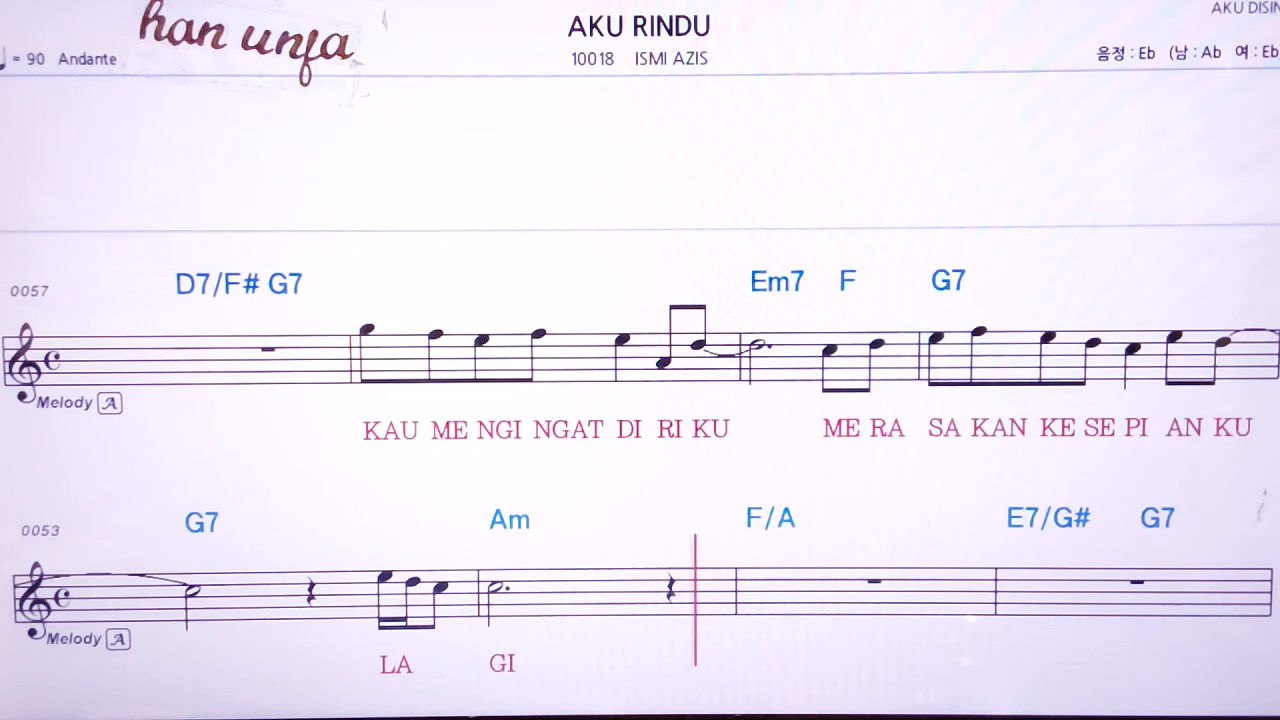 han unfa
AKU RINDU
AKU DISIN
= 90 Andante
10018 ISMI AZIS
음정 : Eb (남 : Ab 여 : Eb
0057
D7/F# G7 Em7 F G7
Melody A
KAU ME NGI NGAT DI RI KU ME RA SA KAN KE SE PI AN KU
0053
G7 Am F/A E7/G# G7
Melody A
LA GI